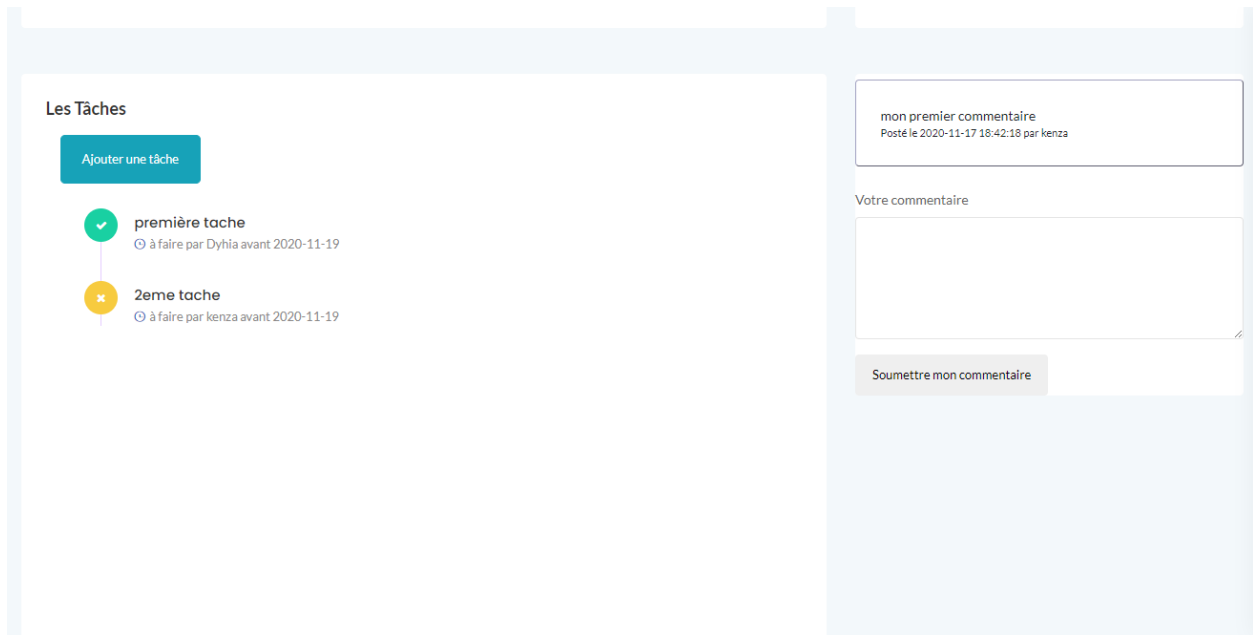 Les Tâches
Ajouter une tâche
première tache
à faire par Dyhia avant 2020-11-19
2eme tache
à faire par kenza avant 2020-11-19
mon premier commentaire
Posté le 2020-11-17 18:42:18 par kenza
Votre commentaire
Soumettre mon commentaire